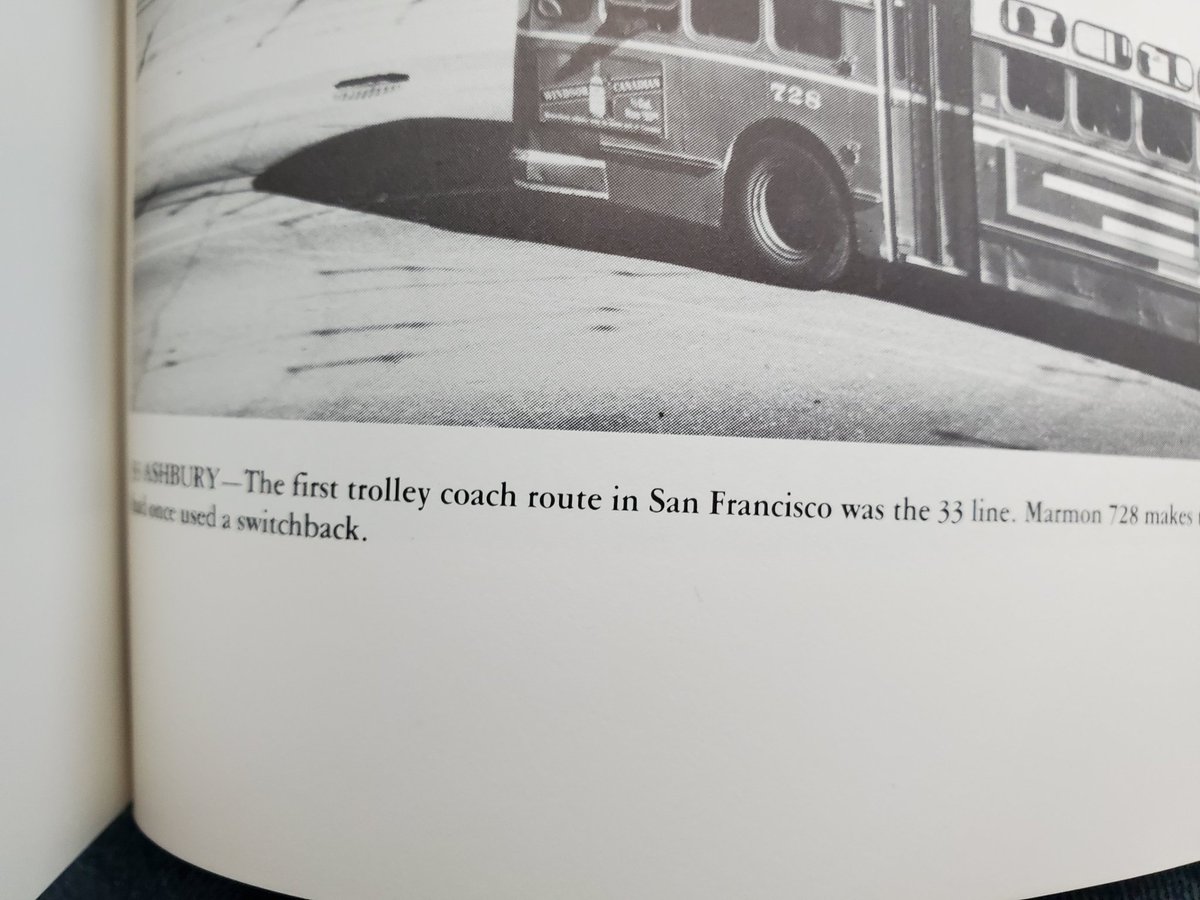 WINDSOR CANADIAN
728
ASHBURY—The first trolley coach route in San Francisco was the 33 line. Marmon 728 makes
once used a switchback.